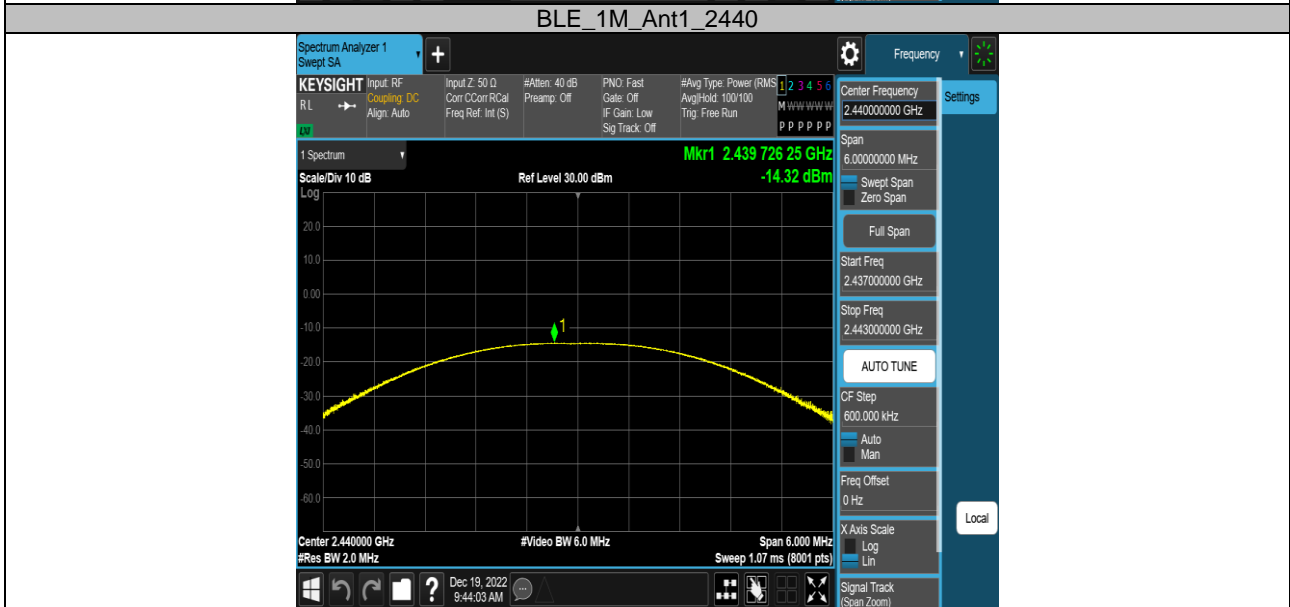 BLE_1M_Ant1_2440
Spectrum Analyzer 1
Swept SA
+
Frequency
KEYSIGHT
RL
LXI
Input: RF
Coupling: DC
Align: Auto
Input Z: 50 Ω
Corr CCorr RCal
Freq Ref: Int (S)
#Atten: 40 dB
Preamp: Off
PNO: Fast
Gate: Off
IF Gain: Low
Sig Track: Off
#Avg Type: Power (RMS
Avg|Hold: 100/100
Trig: Free Run
1 2 3 4 5 6
M W W W W W
P P P P P P
1 Spectrum
Mkr1 2.439 726 25 GHz
Scale/Div 10 dB
Ref Level 30.00 dBm
-14.32 dBm
Log
20.0
10.0
0.00
-10.0
1
-20.0
-30.0
-40.0
-50.0
-60.0
Center 2.440000 GHz
#Video BW 6.0 MHz
Span 6.000 MHz
#Res BW 2.0 MHz
Sweep 1.07 ms (8001 pts)
?
Dec 19, 2022
9:44:03 AM
Center Frequency
2.440000000 GHz
Settings
Span
6.00000000 MHz
Swept Span
Zero Span
Full Span
Start Freq
2.437000000 GHz
Stop Freq
2.443000000 GHz
AUTO TUNE
CF Step
600.000 kHz
Auto
Man
Freq Offset
0 Hz
Local
X Axis Scale
Log
Lin
Signal Track
(Span Zoom)